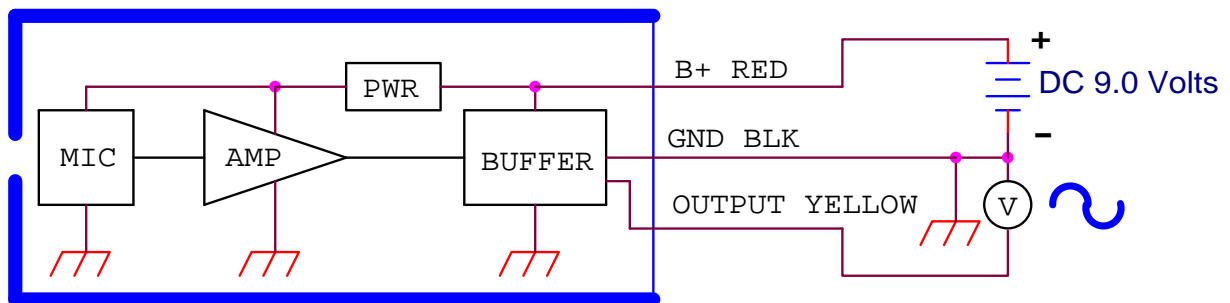 +
B+ RED
PWR
DC 9.0 Volts
−
GND BLK
MIC
AMP
BUFFER
OUTPUT YELLOW
V